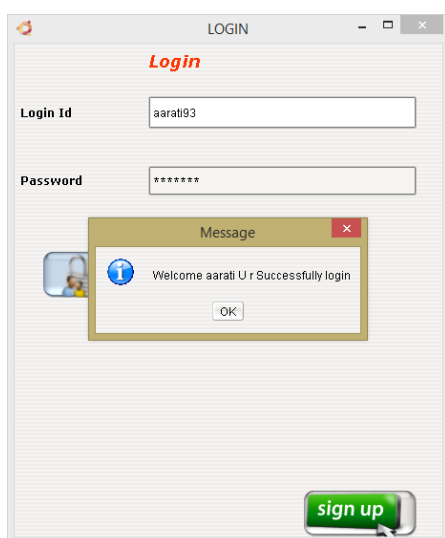 LOGIN
Login
Login Id
aarati93
Password
*******
Message
Welcome aarati U r Successfully login
OK
sign up